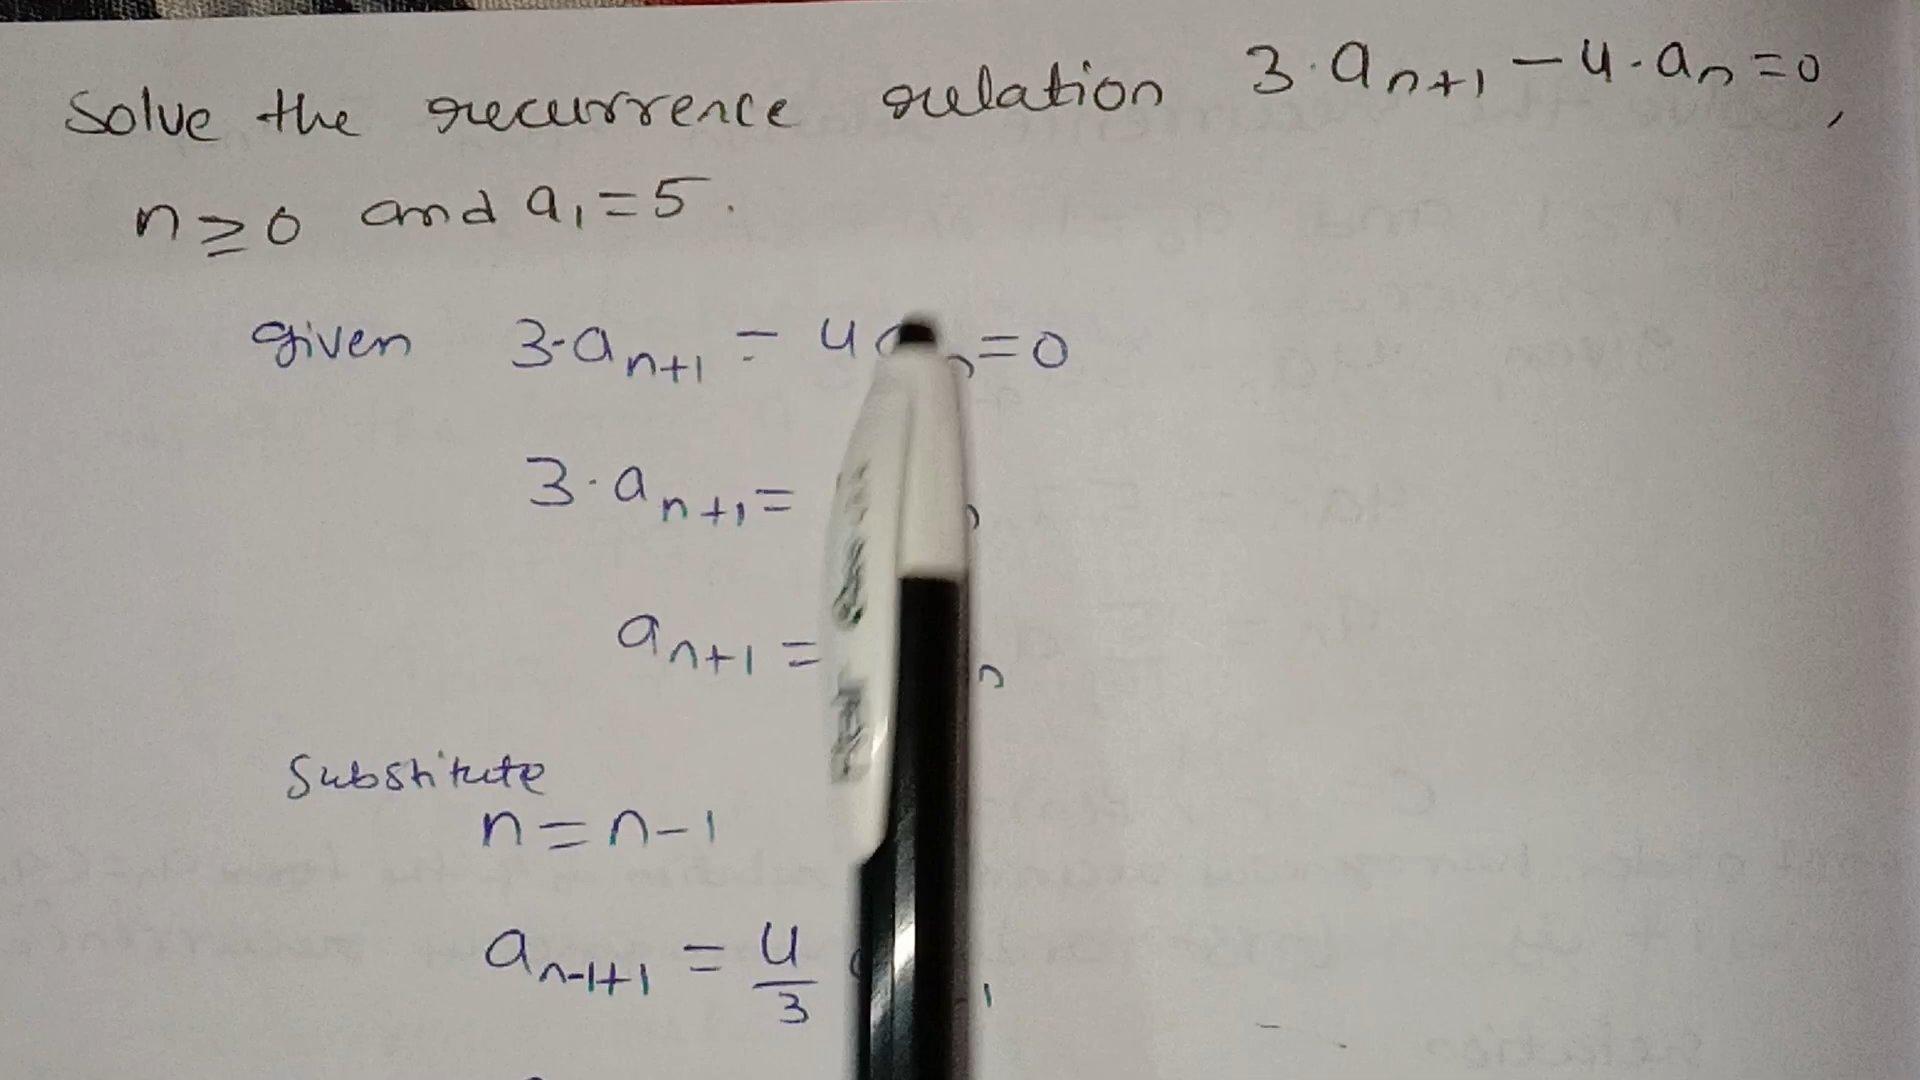 Solve the recurrence relation 3·aₙ₊₁ − 4·aₙ = 0,
n ≥ 0 and a₁ = 5.
given 3·aₙ₊₁ − 4 ₙ = 0
3·aₙ₊₁ = ₙ
aₙ₊₁ = ₙ
Substitute
n = n − 1
aₙ₋₁₊₁ = 4/3